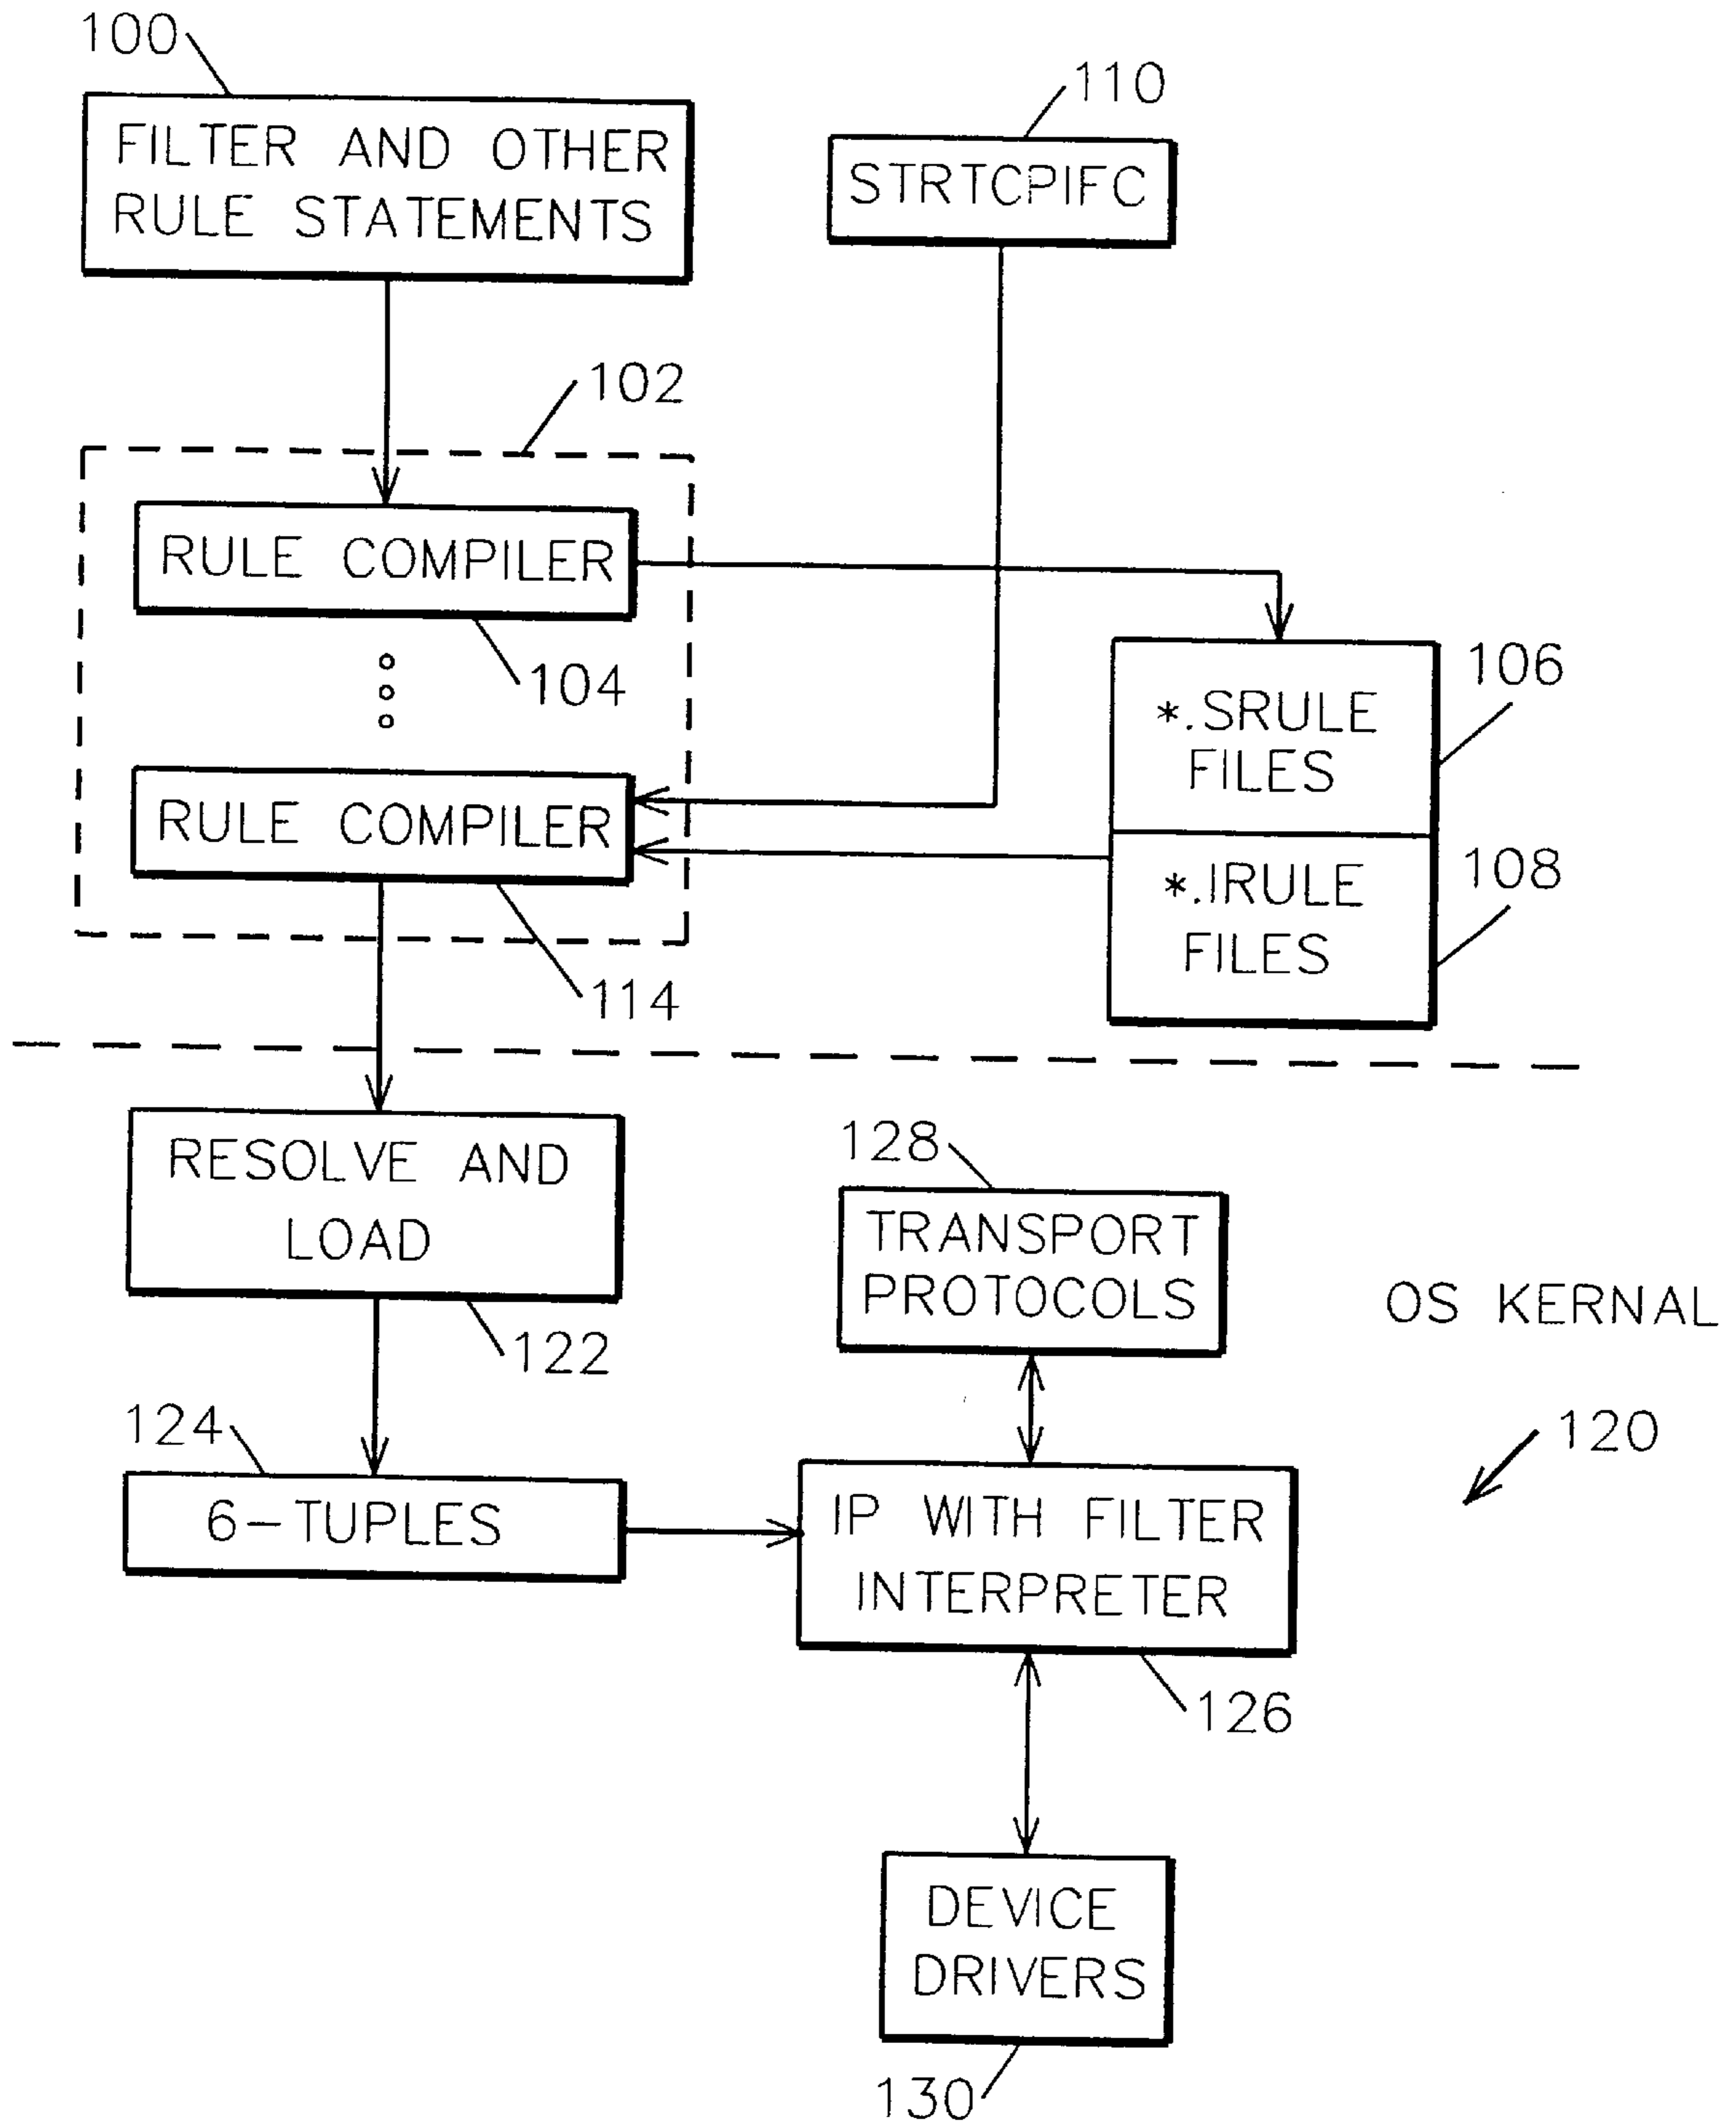 100
FILTER AND OTHER
RULE STATEMENTS
110
STRTCPIFC
102
RULE COMPILER
104
RULE COMPILER
114
106
*.SRULE
FILES
108
*.IRULE
FILES
RESOLVE AND
LOAD
122
128
TRANSPORT
PROTOCOLS
OS KERNAL
120
124
6-TUPLES
IP WITH FILTER
INTERPRETER
126
DEVICE
DRIVERS
130